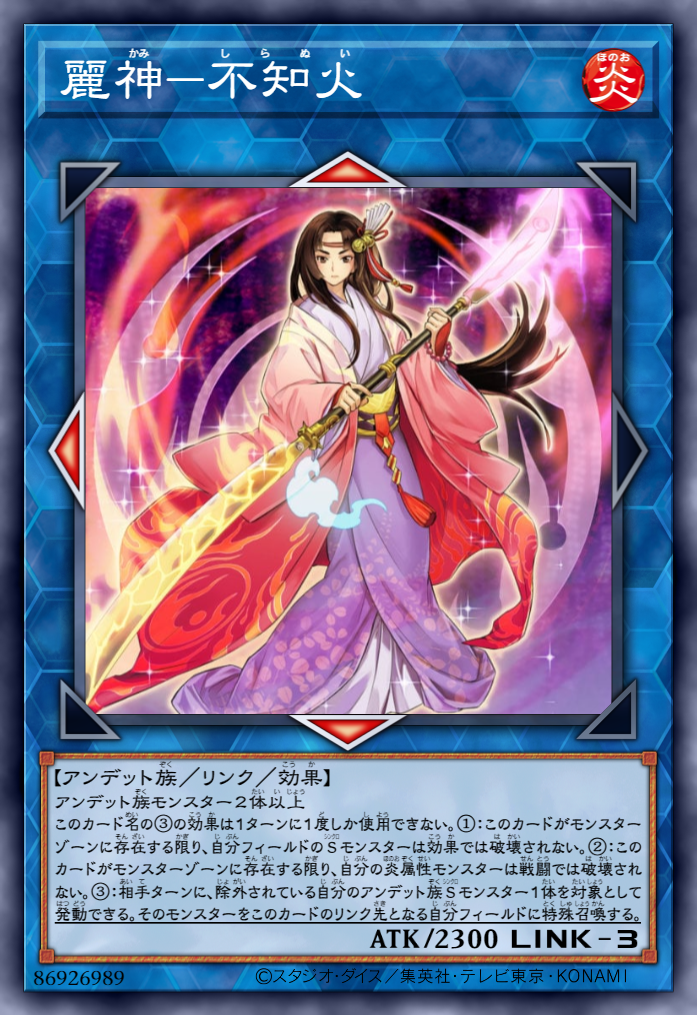 麗神－不知火
炎
【アンデット族／リンク／効果】
アンデット族モンスター２体以上
このカード名の③の効果は１ターンに１度しか使用できない。①：このカードがモンスター
ゾーンに存在する限り、自分フィールドのＳモンスターは効果では破壊されない。②：この
カードがモンスターゾーンに存在する限り、自分の炎属性モンスターは戦闘では破壊され
ない。③：相手ターンに、除外されている自分のアンデット族Ｓモンスター１体を対象として
発動できる。そのモンスターをこのカードのリンク先となる自分フィールドに特殊召喚する。
ATK/2300 LINK-3
86926989 ©スタジオ・ダイス／集英社・テレビ東京・KONAMI